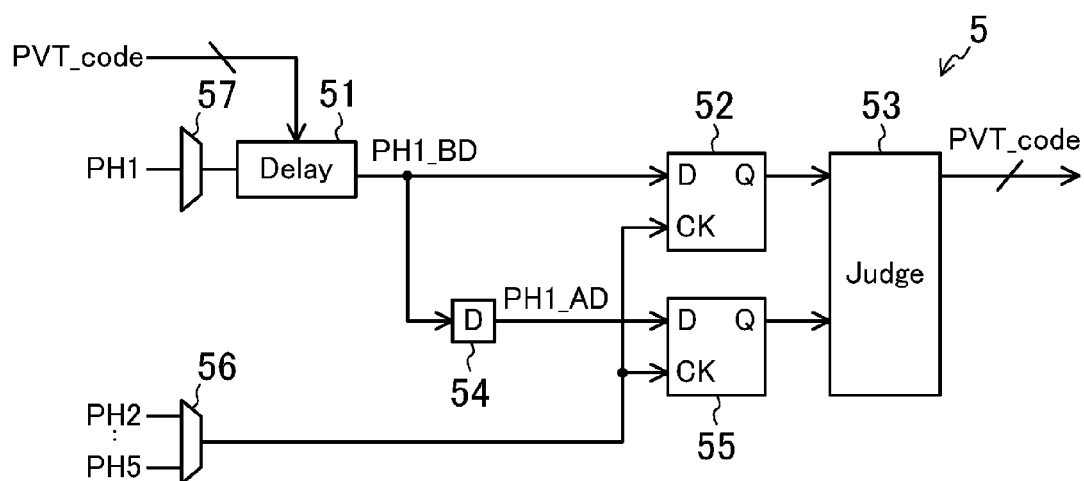 5
PVT_code
57
51
52
53
PH1
Delay
PH1_BD
D
Q
CK
PVT_code
Judge
D
PH1_AD
54
D
Q
CK
55
56
PH2
⋮
PH5